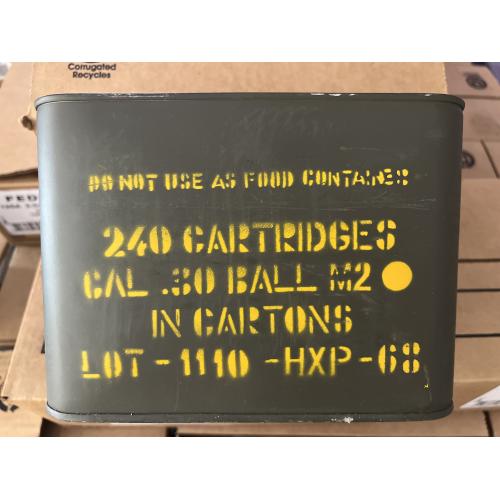 Corrugated
Recycles
FED
DO NOT USE AS FOOD CONTAINER
240 CARTRIDGES
CAL .30 BALL M2
IN CARTONS
LOT-1110-HXP-68